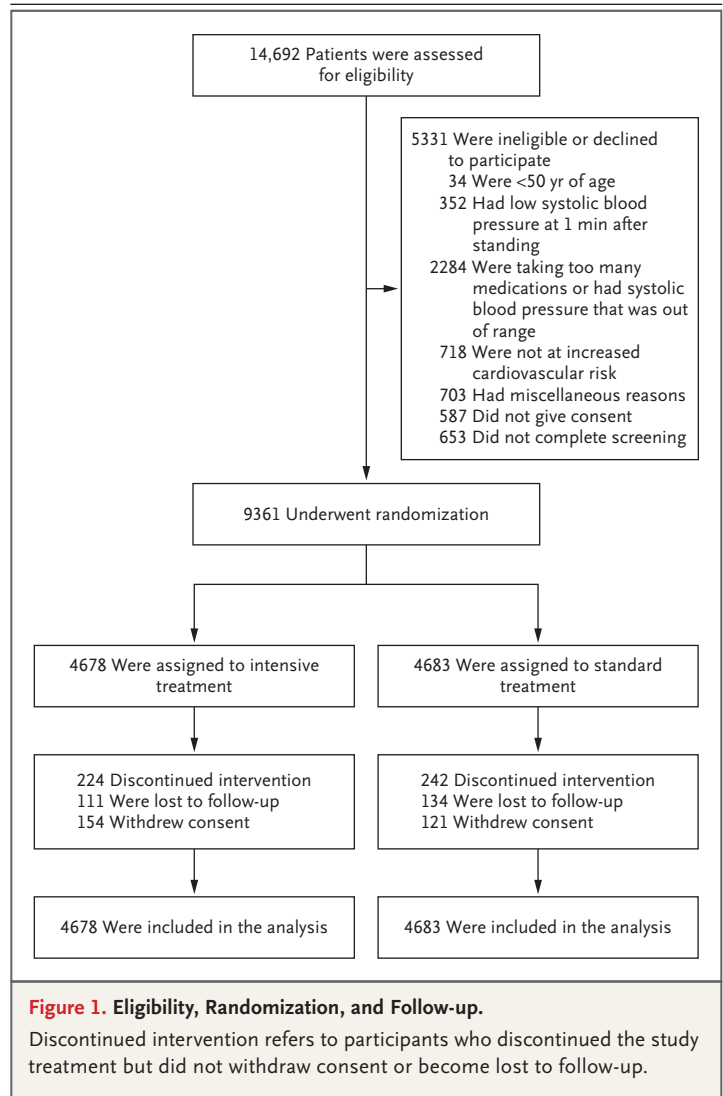 14,692 Patients were assessed
for eligibility
5331 Were ineligible or declined
to participate
34 Were <50 yr of age
352 Had low systolic blood
pressure at 1 min after
standing
2284 Were taking too many
medications or had systolic
blood pressure that was out
of range
718 Were not at increased
cardiovascular risk
703 Had miscellaneous reasons
587 Did not give consent
653 Did not complete screening
9361 Underwent randomization
4678 Were assigned to intensive
treatment
4683 Were assigned to standard
treatment
224 Discontinued intervention
111 Were lost to follow-up
154 Withdrew consent
242 Discontinued intervention
134 Were lost to follow-up
121 Withdrew consent
4678 Were included in the analysis
4683 Were included in the analysis
Figure 1. Eligibility, Randomization, and Follow-up.
Discontinued intervention refers to participants who discontinued the study
treatment but did not withdraw consent or become lost to follow-up.